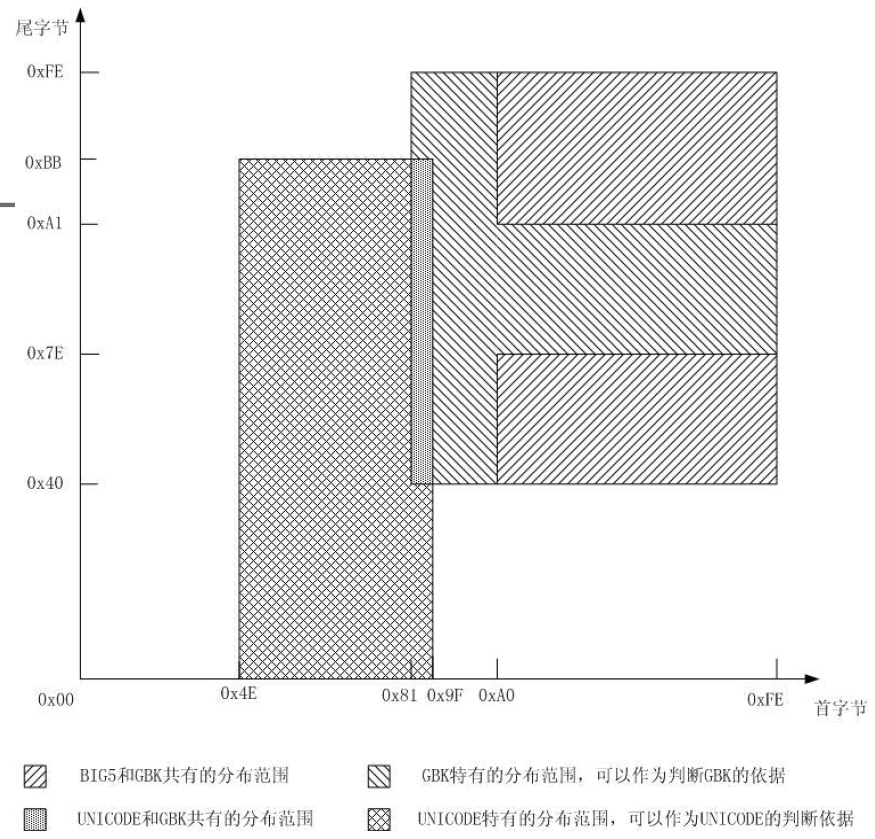 尾字节
0xFE
0xBB
0xA1
0x7E
0x40
0x00
0x4E
0x81
0x9F
0xA0
0xFE
首字节
BIG5和GBK共有的分布范围
GBK特有的分布范围，可以作为判断GBK的依据
UNICODE和GBK共有的分布范围
UNICODE特有的分布范围，可以作为UNICODE的判断依据